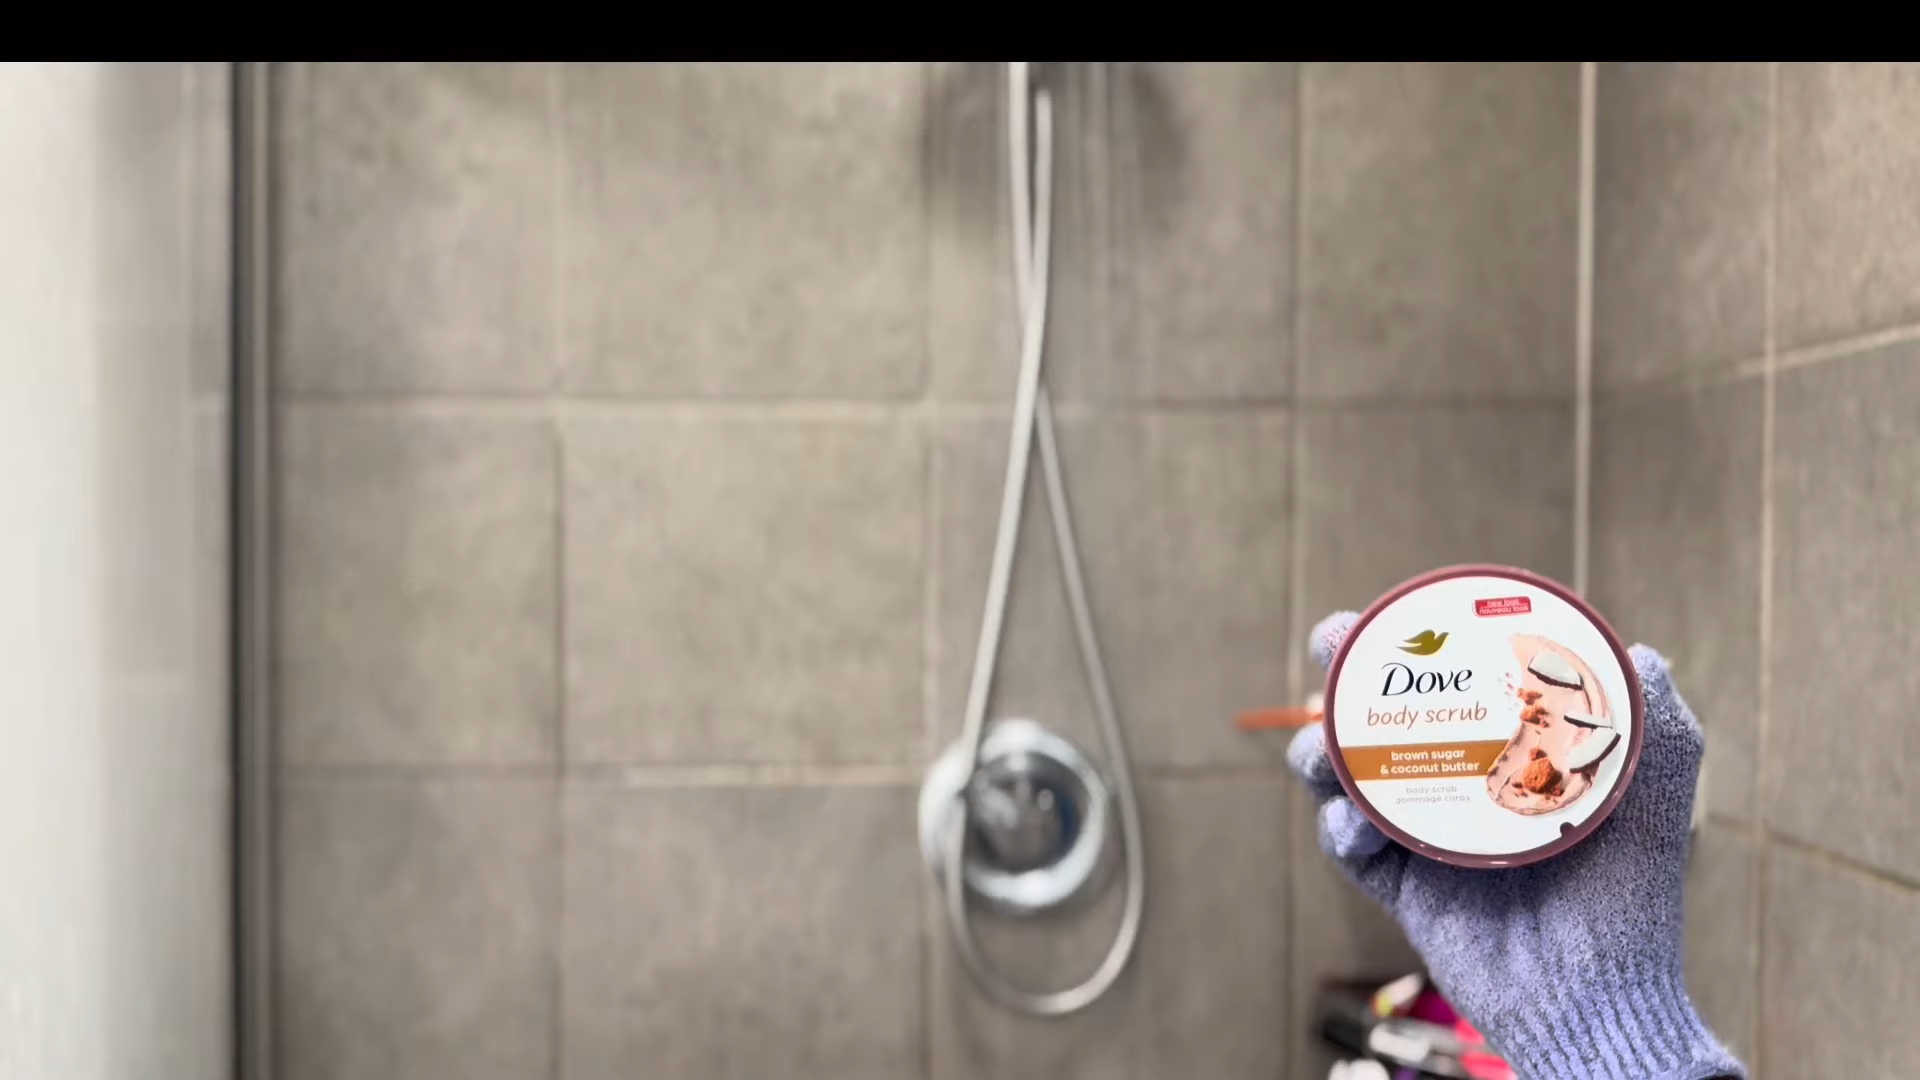 new look
nouveau look
Dove
body scrub
brown sugar
& coconut butter
body scrub
gommage corps